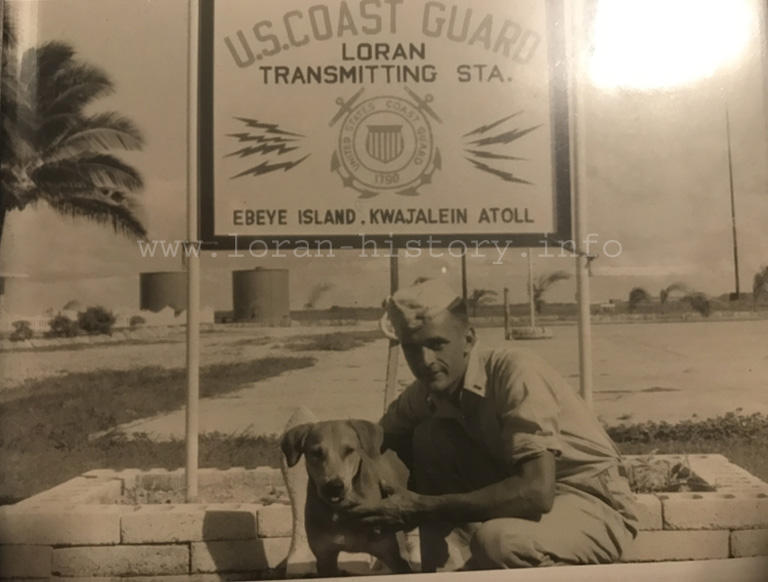 U.S. COAST GUARD
LORAN
TRANSMITTING STA.
UNITED STATES COAST GUARD
1790
EBEYE ISLAND. KWAJALEIN ATOLL
www.loran-history.info